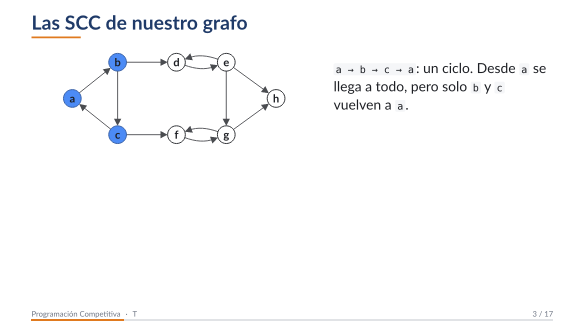 Las SCC de nuestro grafo
b
d
e
a
h
c
f
g
a → b → c → a: un ciclo. Desde a se
llega a todo, pero solo b y c
vuelven a a.
Programación Competitiva · T
3 / 17